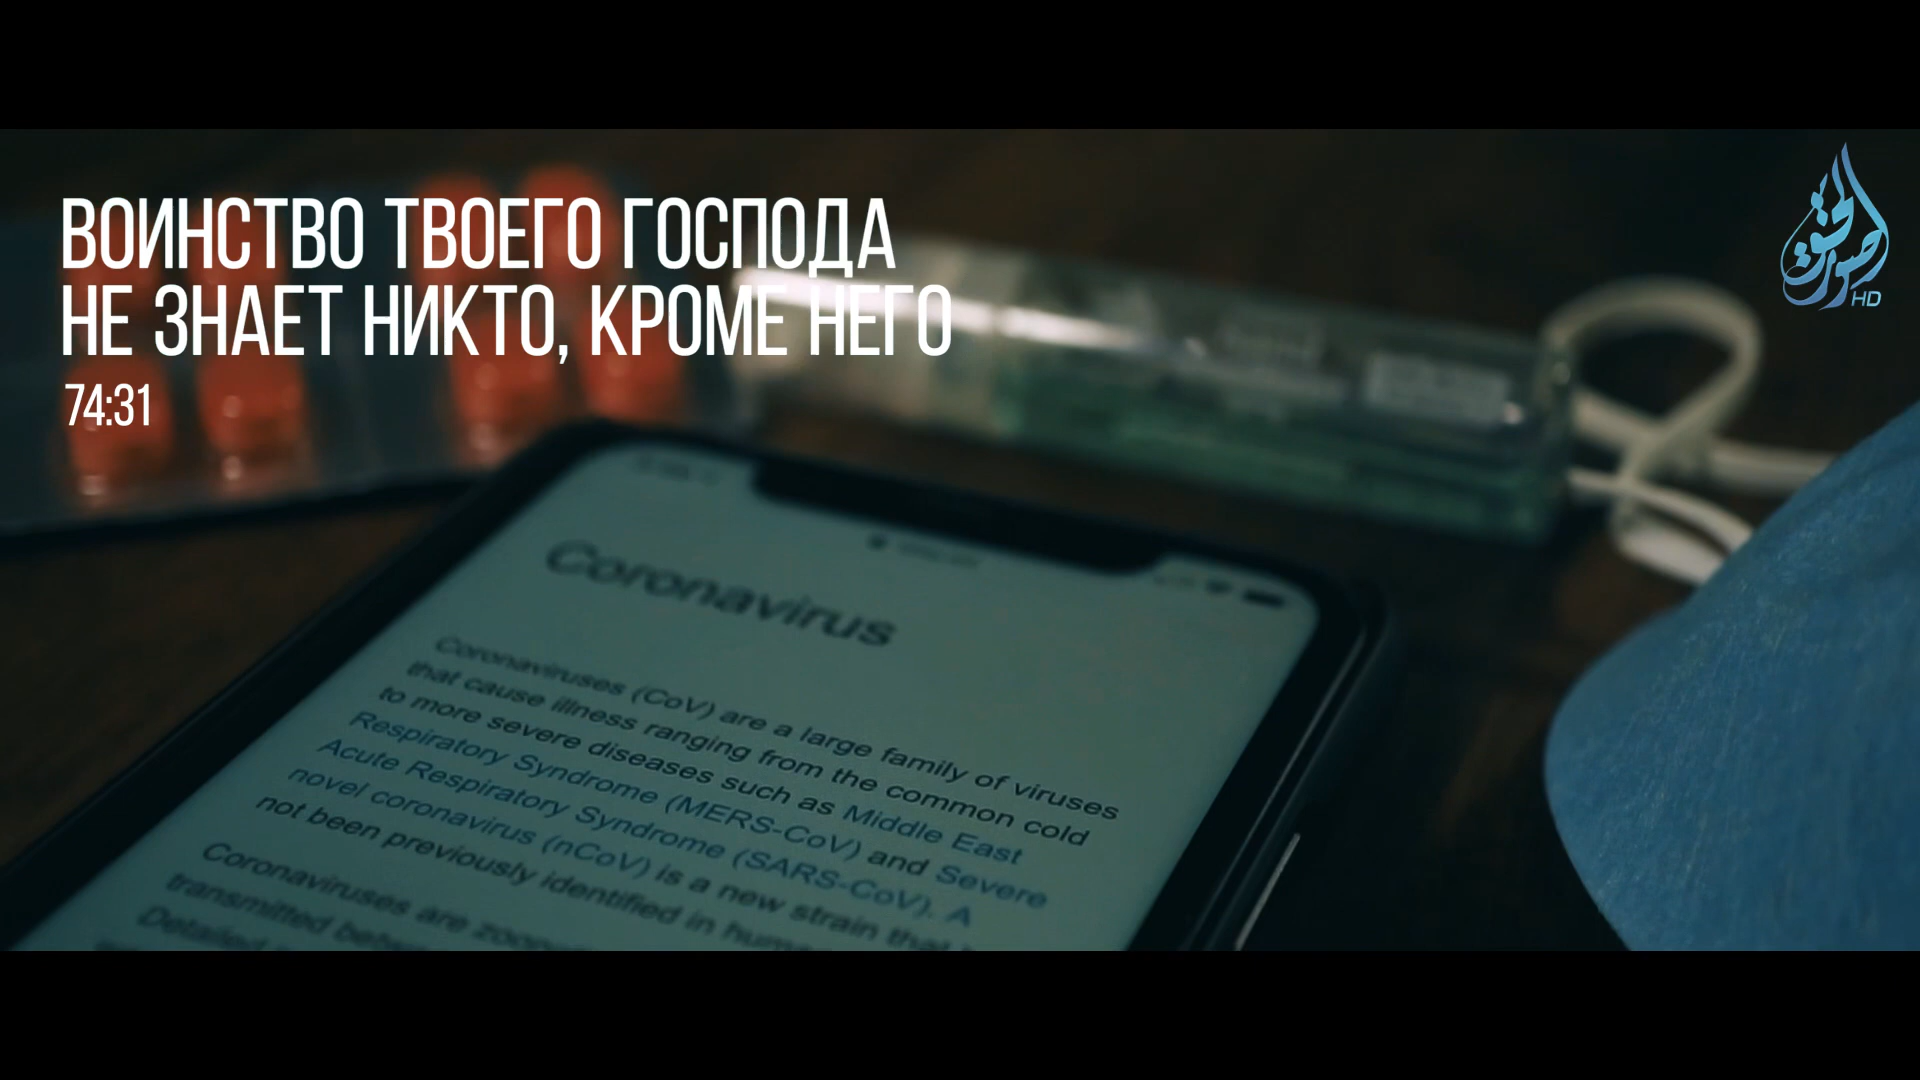 ВОИНСТВО ТВОЕГО ГОСПОДА
НЕ ЗНАЕТ НИКТО, КРОМЕ НЕГО
74:31
HD
Coronavirus
Coronaviruses (CoV) are a large family of viruses
that cause illness ranging from the common cold
to more severe diseases such as Middle East
Respiratory Syndrome (MERS-CoV) and Severe
Acute Respiratory Syndrome (SARS-CoV). A
novel coronavirus (nCoV) is a new strain that
not been previously identified in
Coronaviruses are
transmitted
Detailed